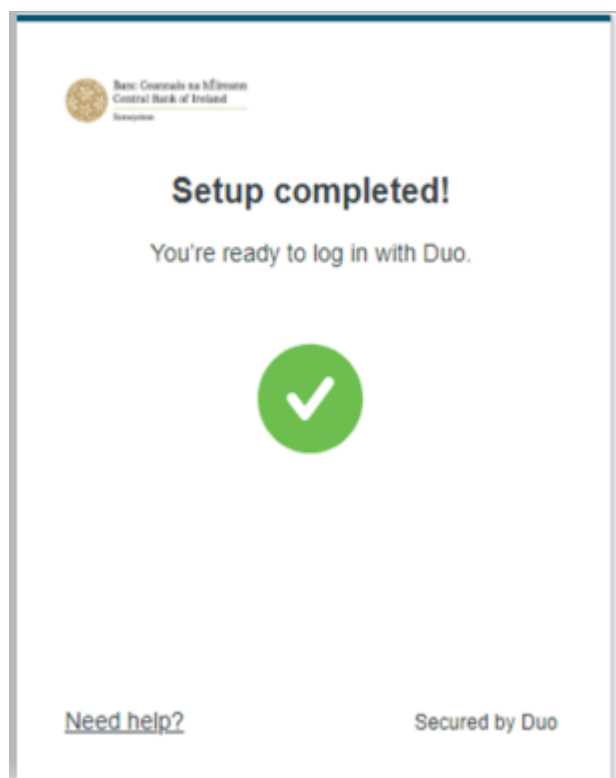 Banc Ceannais na hÉireann
Central Bank of Ireland
Eurosystem
Setup completed!
You're ready to log in with Duo.
Need help?
Secured by Duo